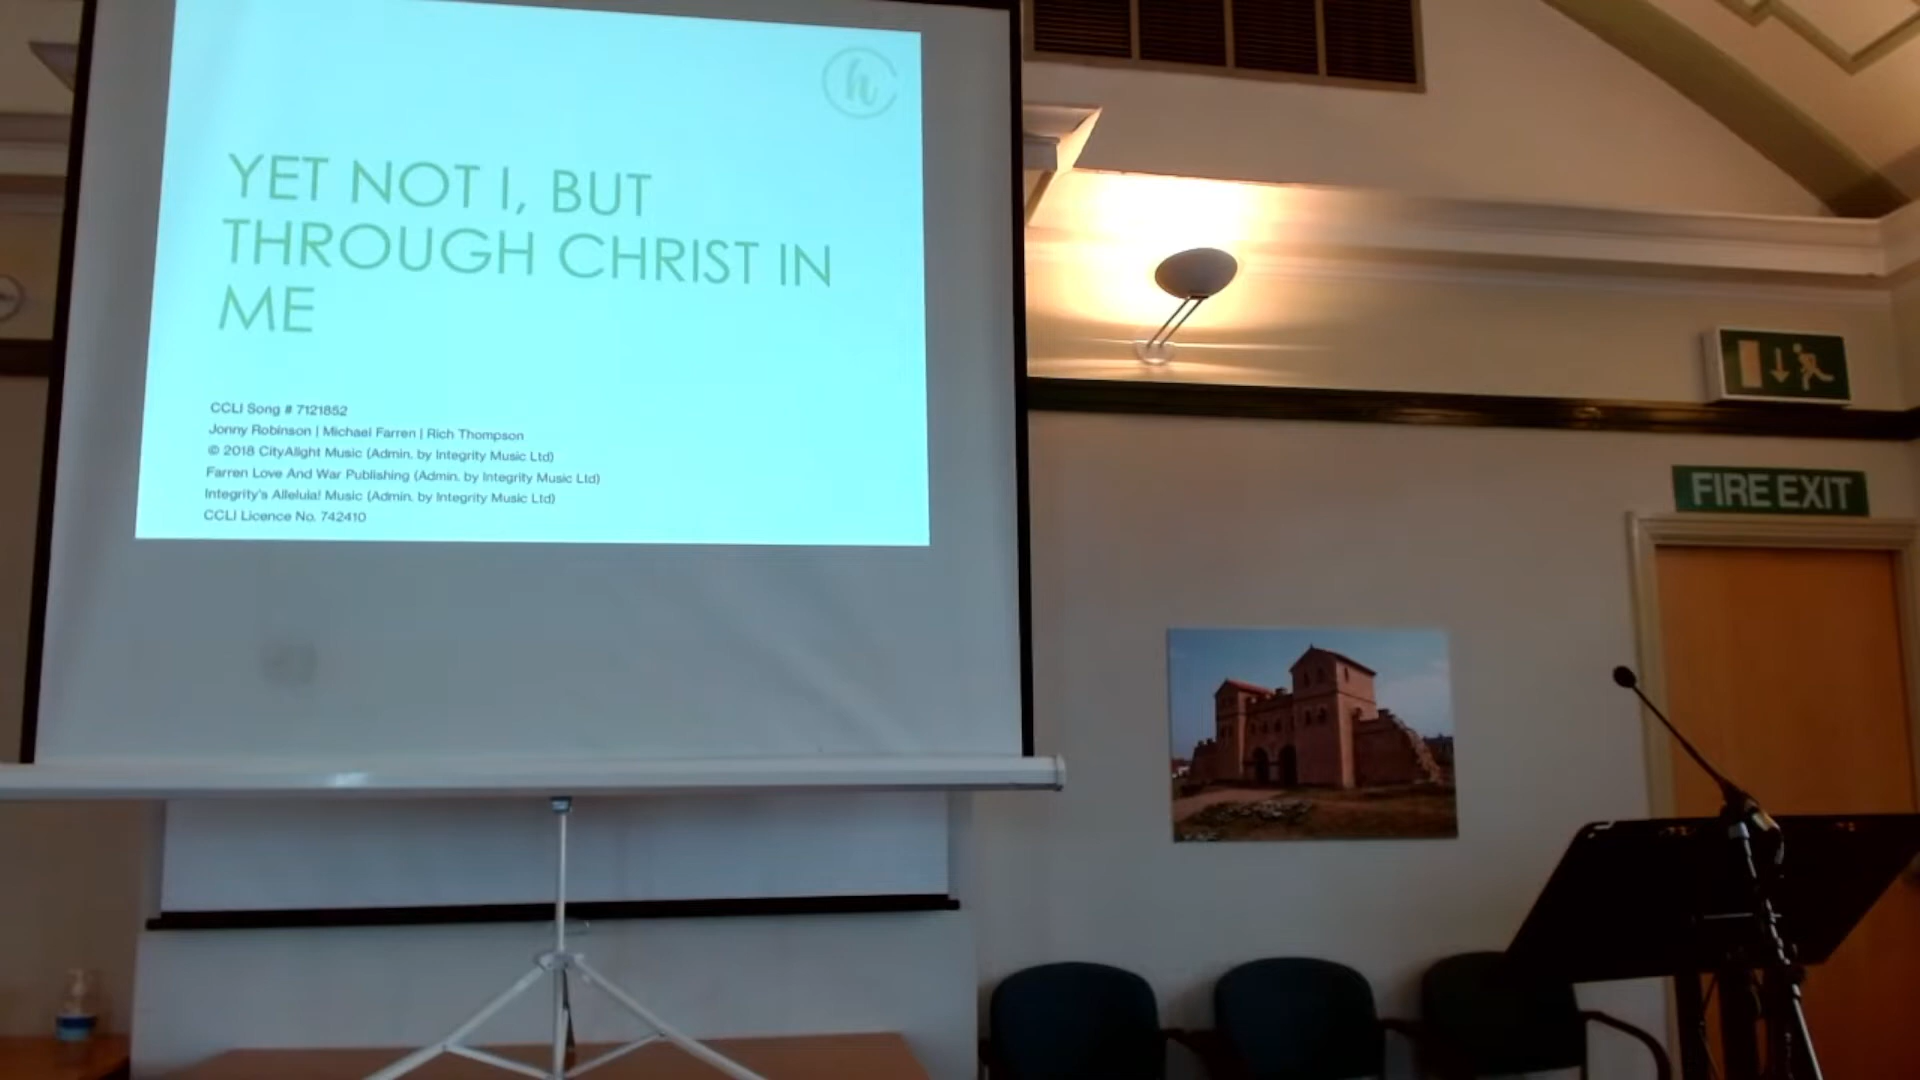 h
YET NOT I, BUT
THROUGH CHRIST IN
ME
CCLI Song # 7121852
Jonny Robinson | Michael Farren | Rich Thompson
© 2018 CityAlight Music (Admin. by Integrity Music Ltd)
Farren Love And War Publishing (Admin. by Integrity Music Ltd)
Integrity's Alleluia! Music (Admin. by Integrity Music Ltd)
CCLI Licence No. 742410
FIRE EXIT